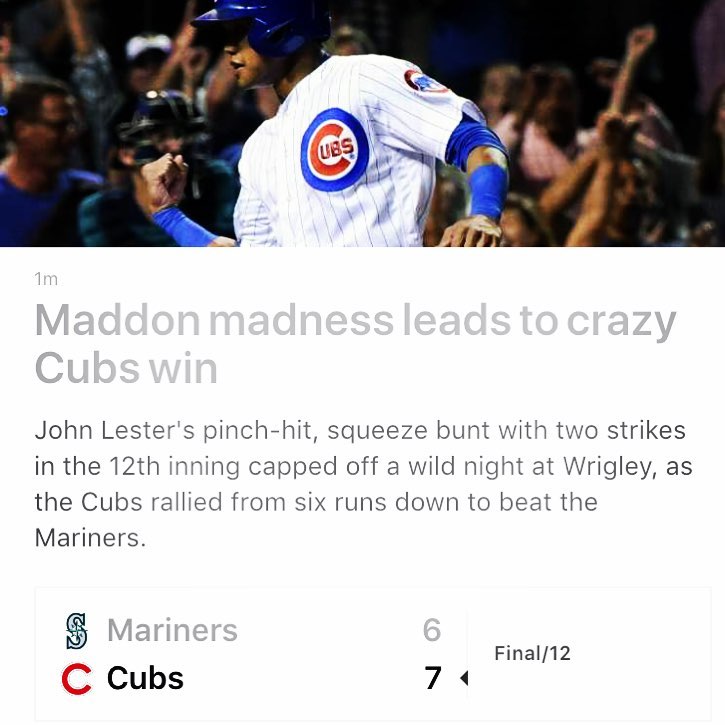 CUBS
1m
Maddon madness leads to crazy
Cubs win
John Lester's pinch-hit, squeeze bunt with two strikes
in the 12th inning capped off a wild night at Wrigley, as
the Cubs rallied from six runs down to beat the
Mariners.
S Mariners 6
C Cubs 7
Final/12